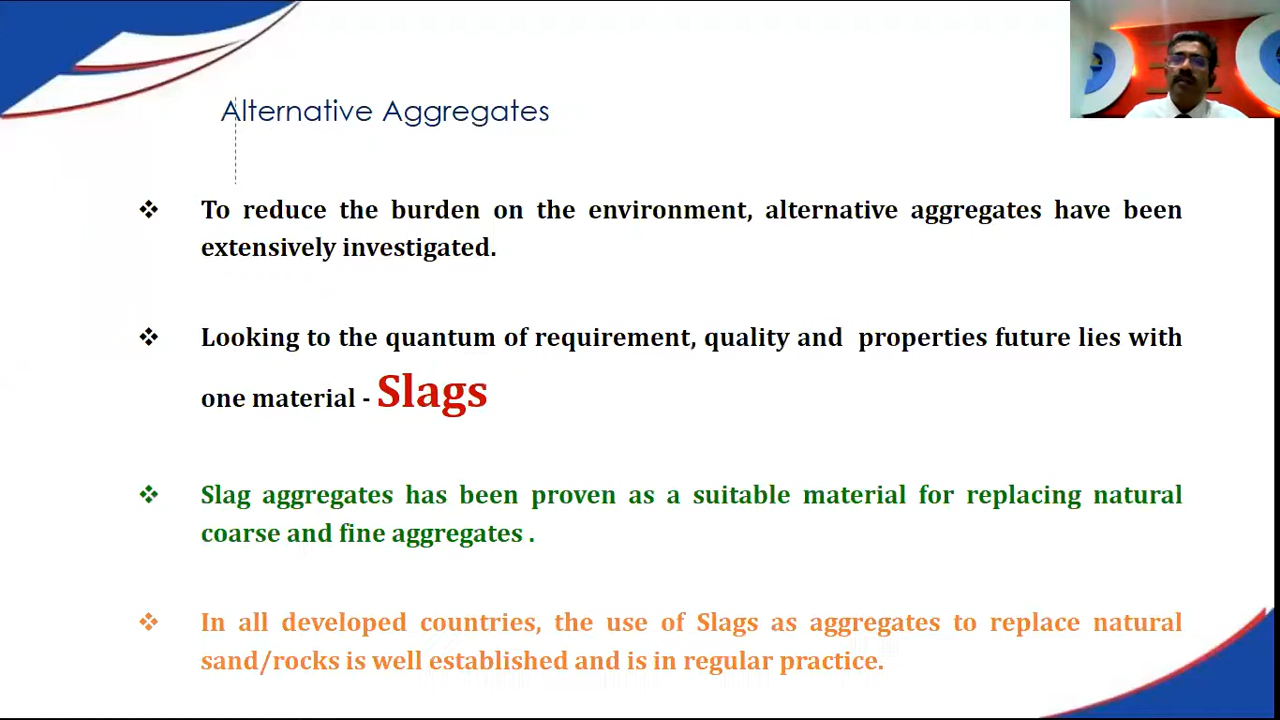 Alternative Aggregates
❖ To reduce the burden on the environment, alternative aggregates have been
extensively investigated.
❖ Looking to the quantum of requirement, quality and properties future lies with
one material - Slags
❖ Slag aggregates has been proven as a suitable material for replacing natural
coarse and fine aggregates .
❖ In all developed countries, the use of Slags as aggregates to replace natural
sand/rocks is well established and is in regular practice.